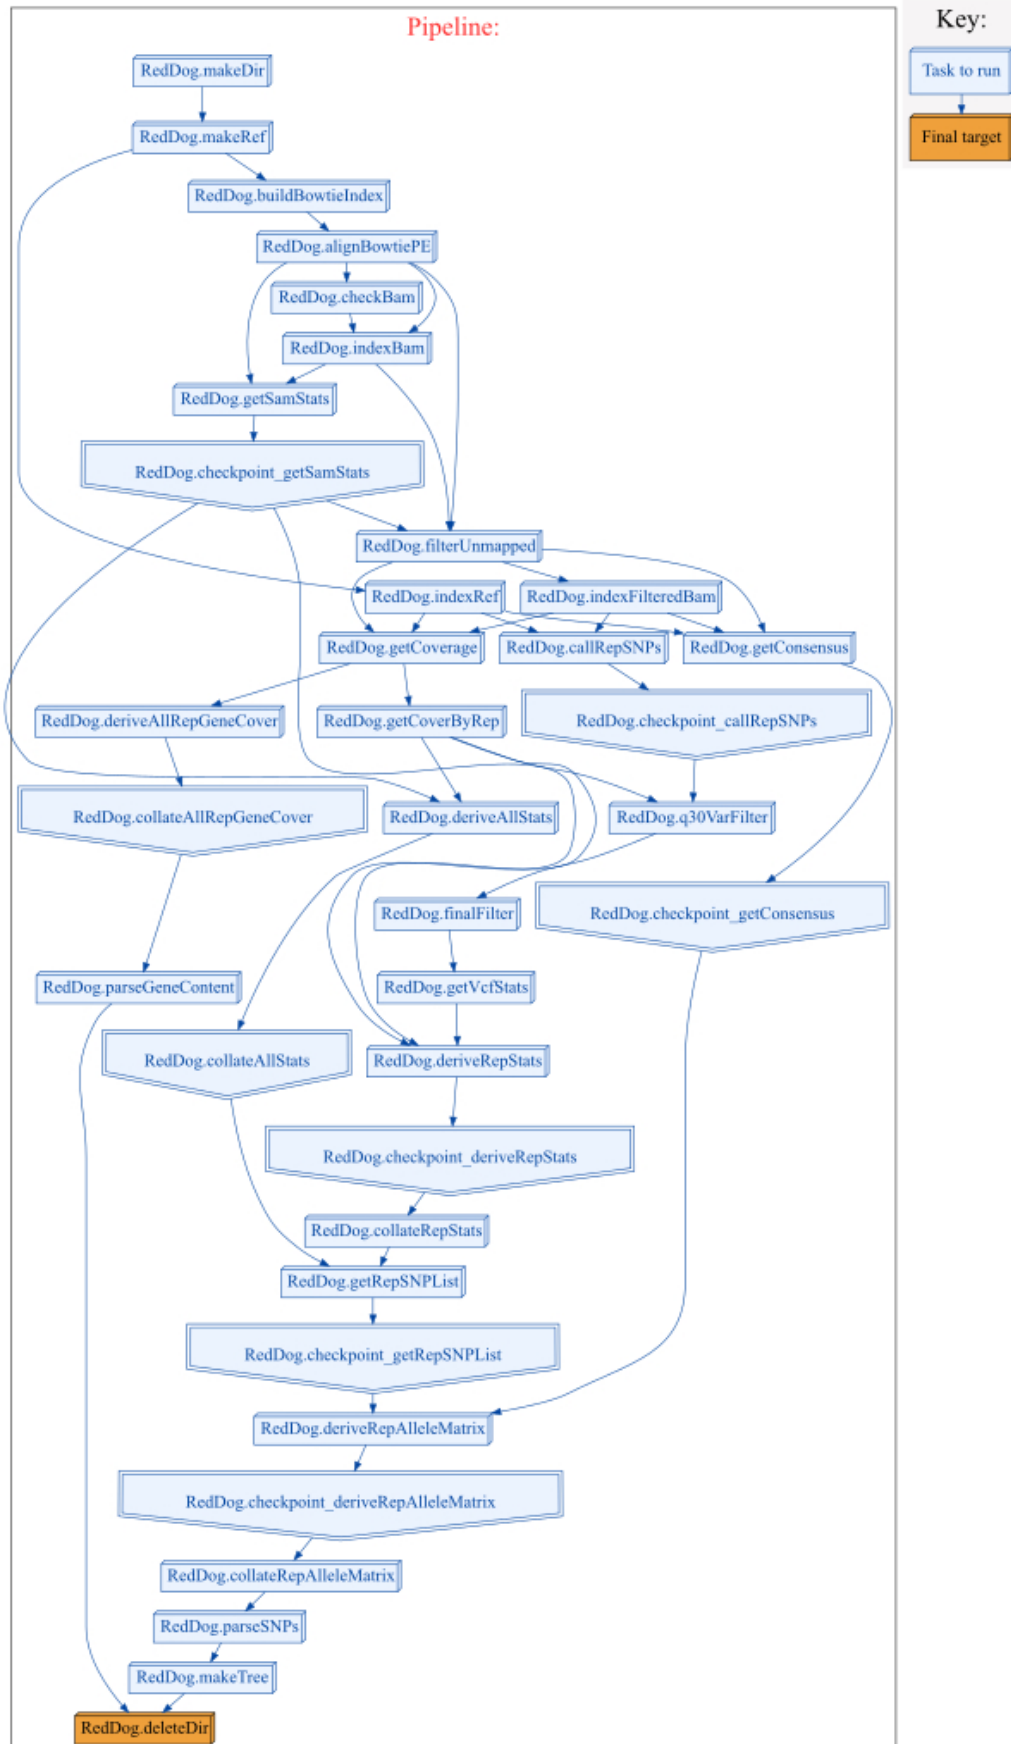 Pipeline:
Key:
RedDog.makeDir
Task to run
RedDog.makeRef
Final target
RedDog.buildBowtieIndex
RedDog.alignBowtiePE
RedDog.checkBam
RedDog.indexBam
RedDog.getSamStats
RedDog.checkpoint_getSamStats
RedDog.filterUnmapped
RedDog.indexRef
RedDog.indexFilteredBam
RedDog.getCoverage
RedDog.callRepSNPs
RedDog.getConsensus
RedDog.deriveAllRepGeneCover
RedDog.getCoverByRep
RedDog.checkpoint_callRepSNPs
RedDog.collateAllRepGeneCover
RedDog.deriveAllStats
RedDog.q30VarFilter
RedDog.finalFilter
RedDog.checkpoint_getConsensus
RedDog.parseGeneContent
RedDog.getVcfStats
RedDog.collateAllStats
RedDog.deriveRepStats
RedDog.checkpoint_deriveRepStats
RedDog.collateRepStats
RedDog.getRepSNPList
RedDog.checkpoint_getRepSNPList
RedDog.deriveRepAlleleMatrix
RedDog.checkpoint_deriveRepAlleleMatrix
RedDog.collateRepAlleleMatrix
RedDog.parseSNPs
RedDog.makeTree
RedDog.deleteDir